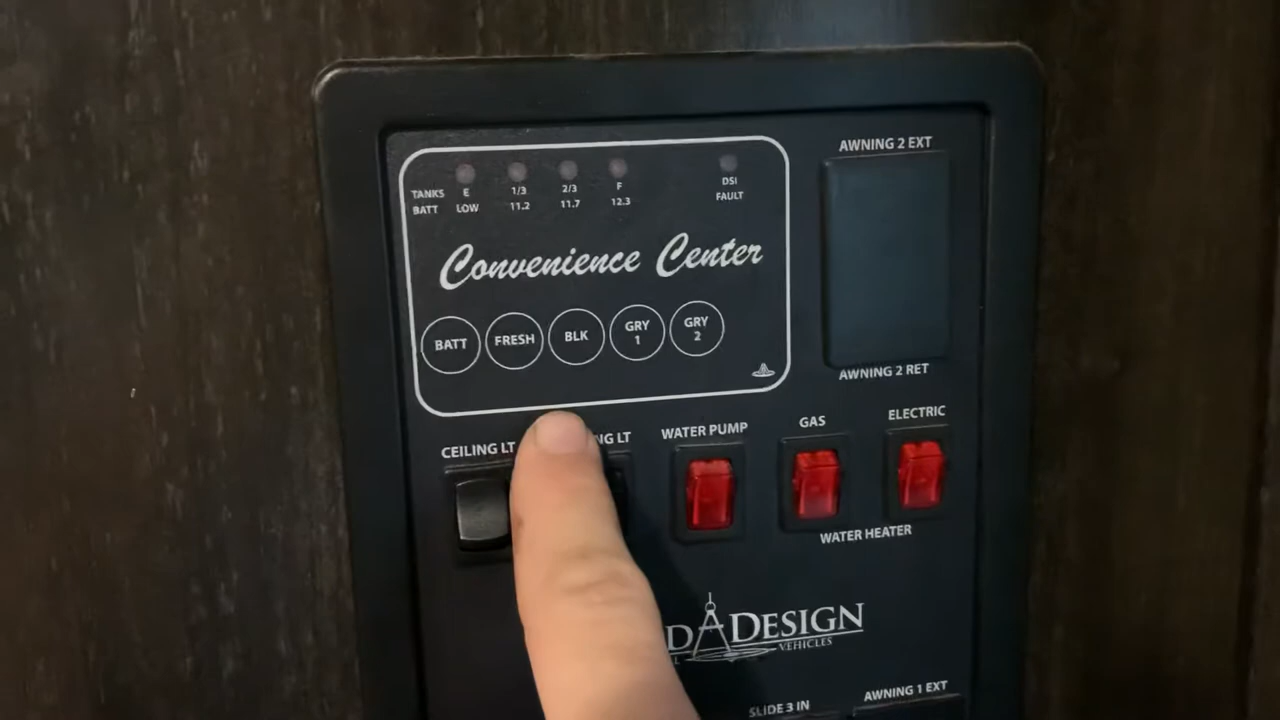 AWNING 2 EXT
TANKS E 1/3 2/3 F DSI
BATT LOW 11.2 11.7 12.3 FAULT
Convenience Center
BATT FRESH BLK GRY 1 GRY 2
AWNING 2 RET
CEILING LT NG LT WATER PUMP GAS ELECTRIC
WATER HEATER
D DESIGN
VEHICLES
SLIDE 3 IN AWNING 1 EXT